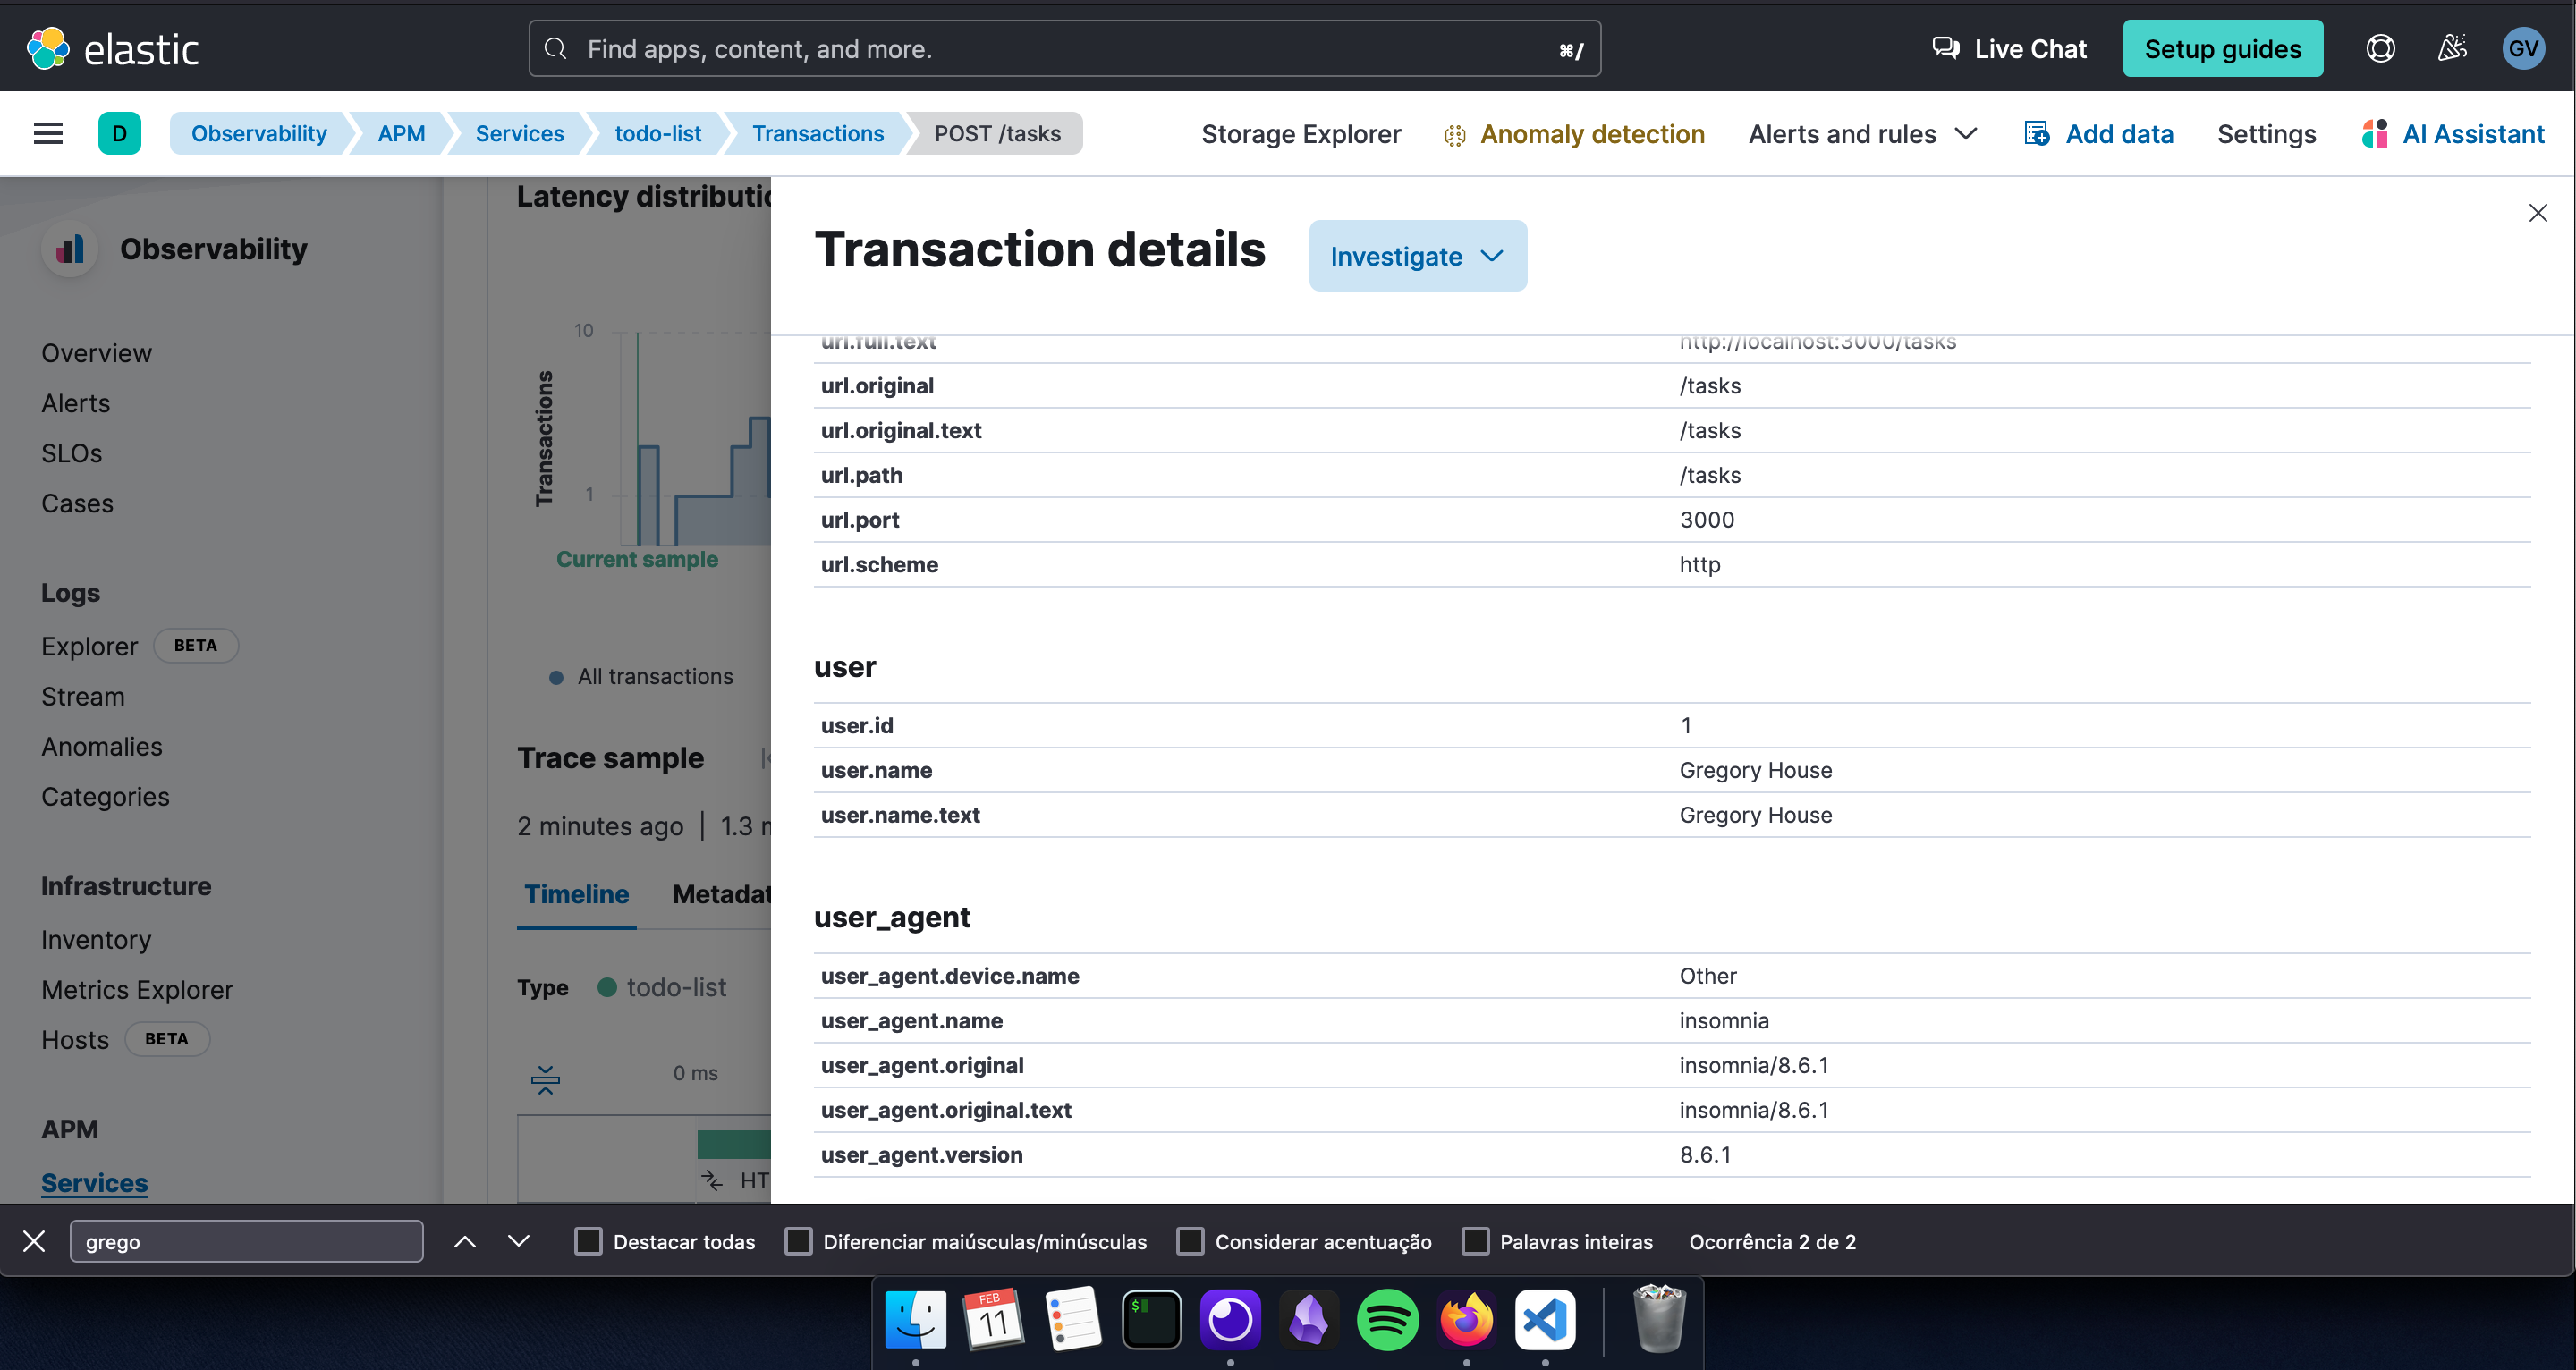 elastic
Find apps, content, and more.
⌘/
Live Chat
Setup guides
GV
D
Observability
APM
Services
todo-list
Transactions
POST /tasks
Storage Explorer
Anomaly detection
Alerts and rules
Add data
Settings
AI Assistant
Observability
Overview
Alerts
SLOs
Cases
Logs
Explorer BETA
Stream
Anomalies
Categories
Infrastructure
Inventory
Metrics Explorer
Hosts BETA
APM
Services
Latency distributio
10
1
Transactions
Current sample
All transactions
Trace sample
2 minutes ago | 1.3 m
Timeline
Metadat
Type todo-list
0 ms
HT
Transaction details
Investigate
url.full.text http://localhost:3000/tasks
url.original /tasks
url.original.text /tasks
url.path /tasks
url.port 3000
url.scheme http
user
user.id 1
user.name Gregory House
user.name.text Gregory House
user_agent
user_agent.device.name Other
user_agent.name insomnia
user_agent.original insomnia/8.6.1
user_agent.original.text insomnia/8.6.1
user_agent.version 8.6.1
grego
Destacar todas
Diferenciar maiúsculas/minúsculas
Considerar acentuação
Palavras inteiras
Ocorrência 2 de 2
FEB
11
$